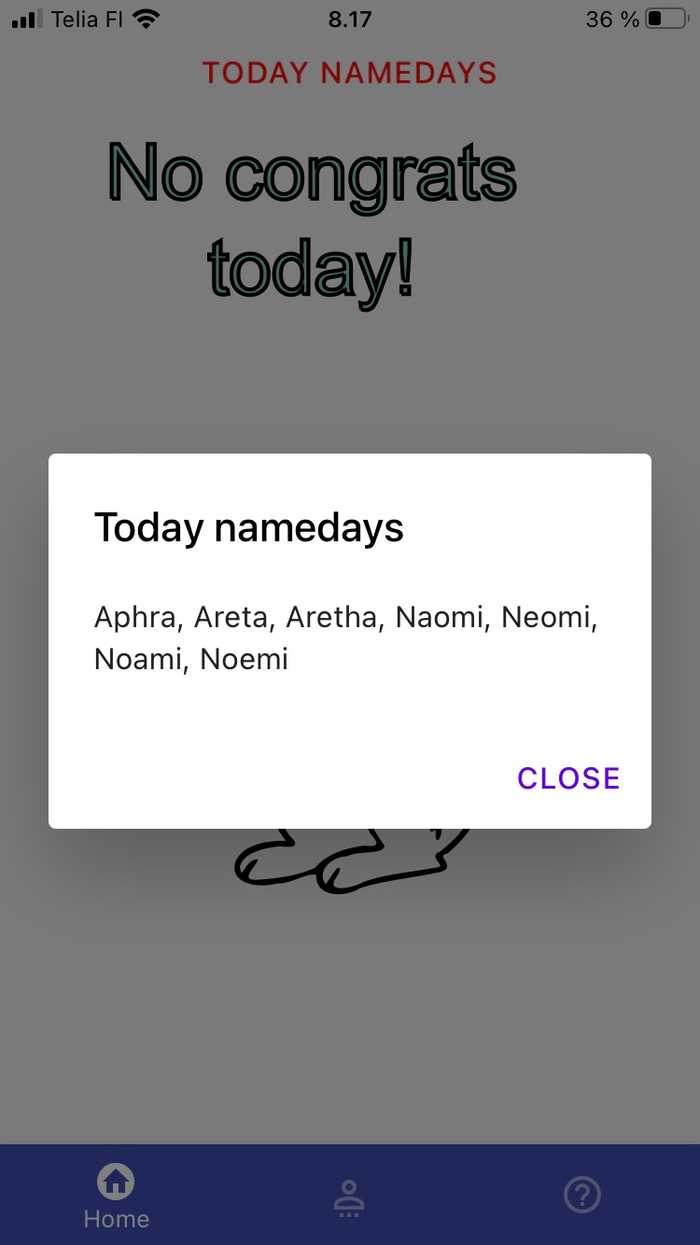 Telia FI 8.17 36 %
TODAY NAMEDAYS
No congrats
today!
Today namedays
Aphra, Areta, Aretha, Naomi, Neomi,
Noami, Noemi
CLOSE
Home